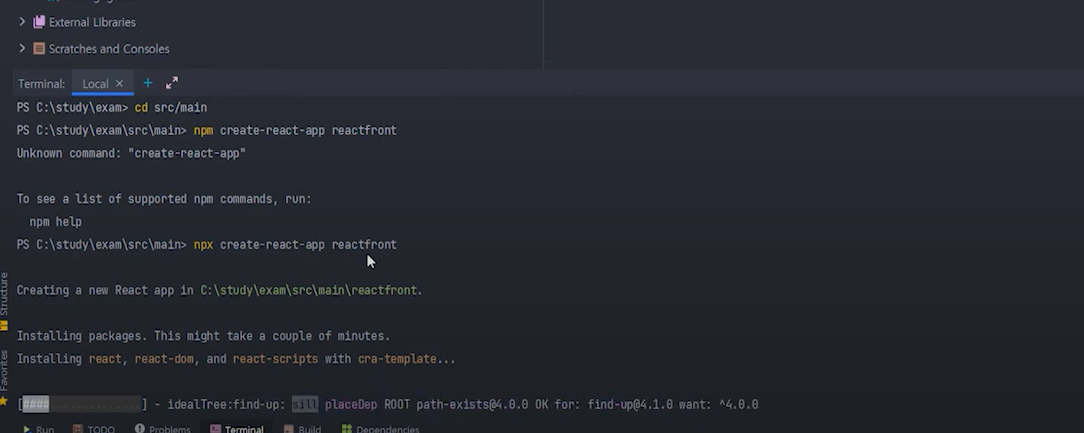 External Libraries
Scratches and Consoles
Terminal: Local × +
PS C:\study\exam> cd src/main
PS C:\study\exam\src\main> npm create-react-app reactfront
Unknown command: "create-react-app"
To see a list of supported npm commands, run:
npm help
PS C:\study\exam\src\main> npx create-react-app reactfront
Creating a new React app in C:\study\exam\src\main\reactfront.
Installing packages. This might take a couple of minutes.
Installing react, react-dom, and react-scripts with cra-template...
[####..............] - idealTree:find-up: sill placeDep ROOT path-exists@4.0.0 OK for: find-up@4.1.0 want: ^4.0.0
Structure
Favorites
Run TODO Problems Terminal Build Dependencies